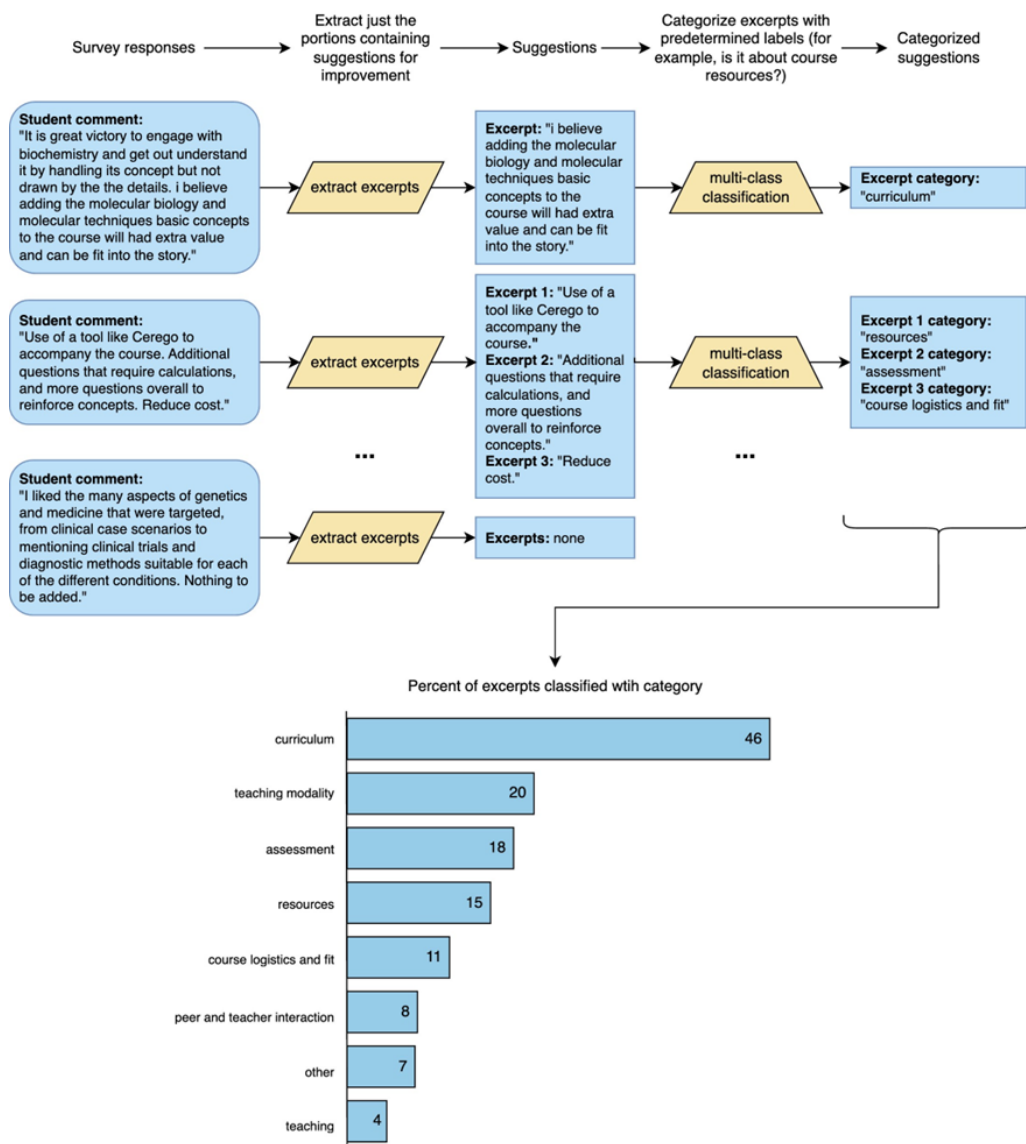 Survey responses
Extract just the
portions containing
suggestions for
improvement
Suggestions
Categorize excerpts with
predetermined labels (for
example, is it about course
resources?)
Categorized
suggestions
Student comment:
"It is great victory to engage with
biochemistry and get out understand
it by handling its concept but not
drawn by the the details. i believe
adding the molecular biology and
molecular techniques basic concepts
to the course will had extra value
and can be fit into the story."
extract excerpts
Excerpt: "i believe
adding the molecular
biology and molecular
techniques basic
concepts to the
course will had extra
value and can be fit
into the story."
multi-class
classification
Excerpt category:
"curriculum"
Student comment:
"Use of a tool like Cerego to
accompany the course. Additional
questions that require calculations,
and more questions overall to
reinforce concepts. Reduce cost."
extract excerpts
Excerpt 1: "Use of a
tool like Cerego to
accompany the
course."
Excerpt 2: "Additional
questions that require
calculations, and
more questions
overall to reinforce
concepts."
Excerpt 3: "Reduce
cost."
multi-class
classification
Excerpt 1 category:
"resources"
Excerpt 2 category:
"assessment"
Excerpt 3 category:
"course logistics and fit"
...
...
Student comment:
"I liked the many aspects of genetics
and medicine that were targeted,
from clinical case scenarios to
mentioning clinical trials and
diagnostic methods suitable for each
of the different conditions. Nothing to
be added."
extract excerpts
Excerpts: none
Percent of excerpts classified wtih category
curriculum 46
teaching modality 20
assessment 18
resources 15
course logistics and fit 11
peer and teacher interaction 8
other 7
teaching 4